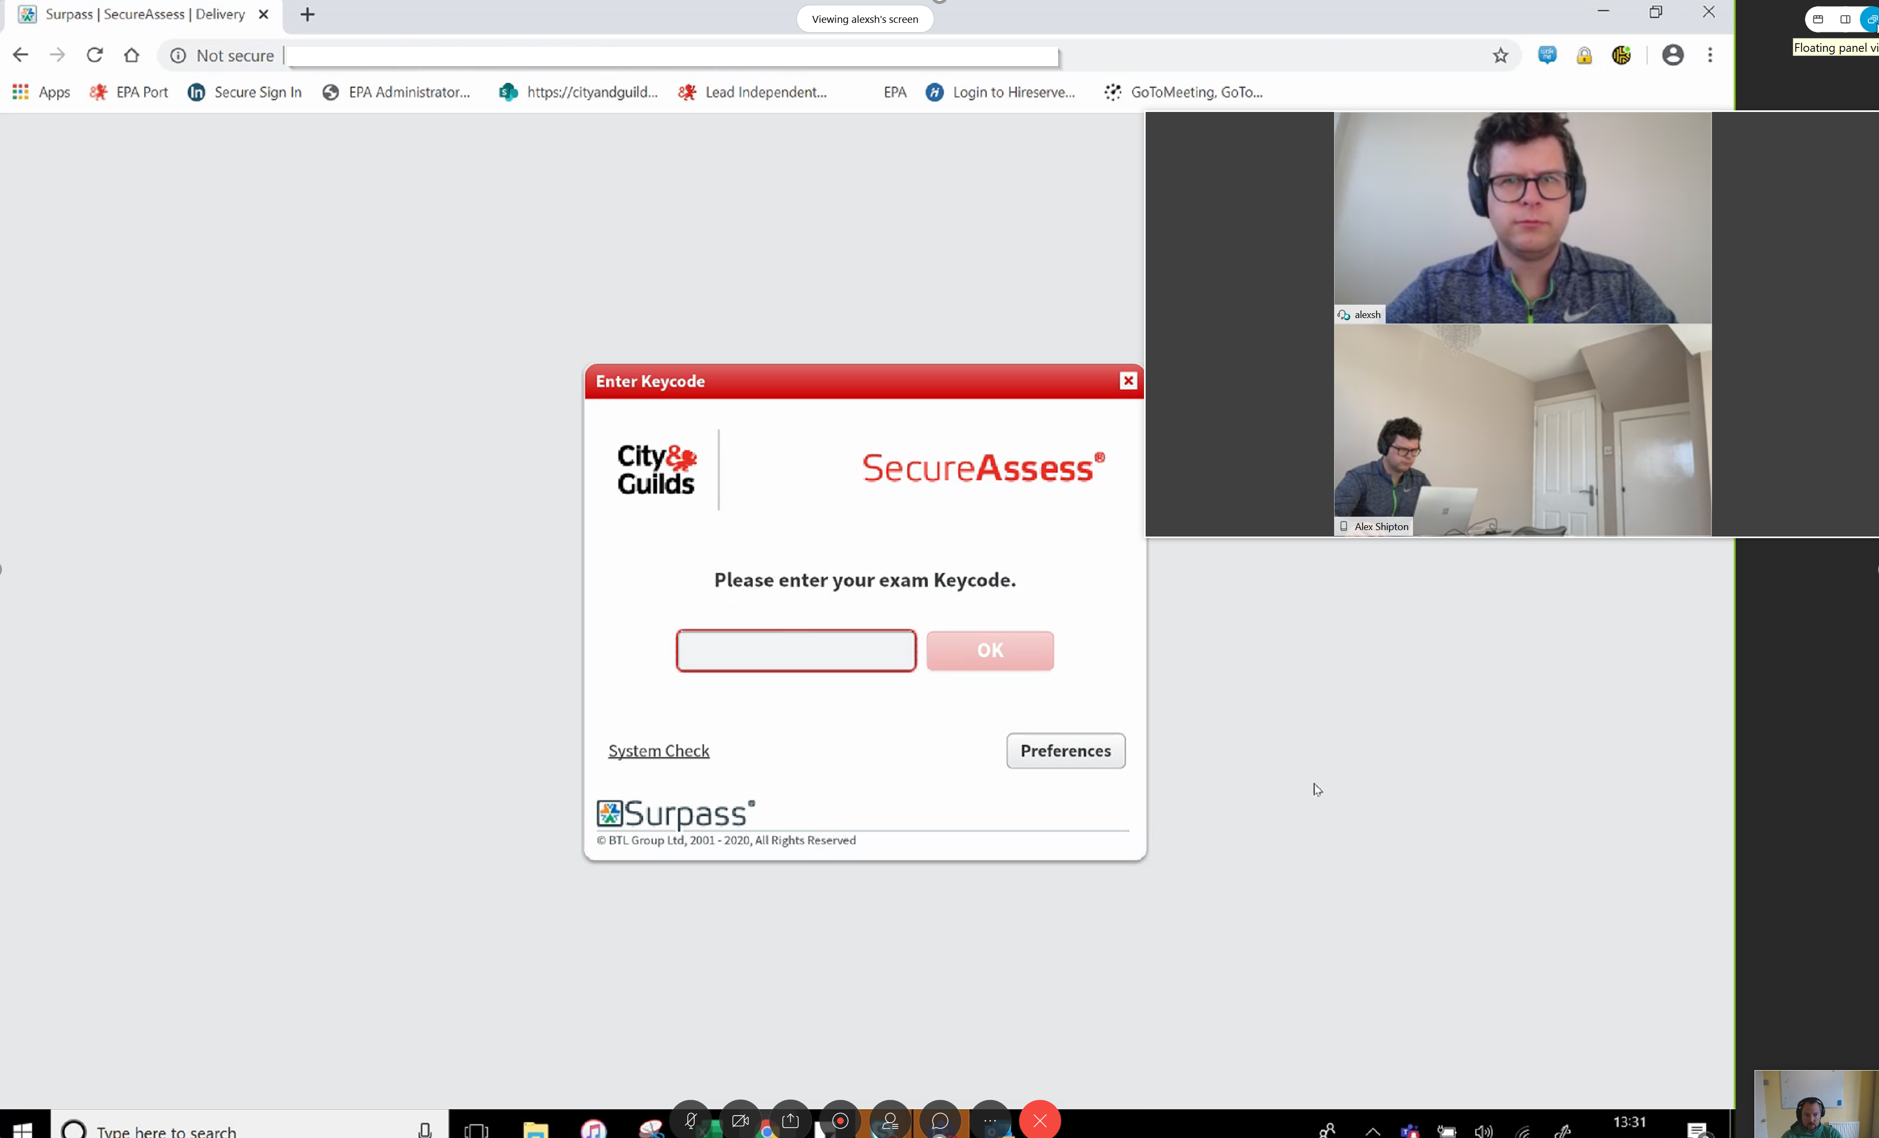 Surpass | SecureAssess | Delivery
Viewing alexsh's screen
Floating panel vi
Not secure
Apps
EPA Port
Secure Sign In
EPA Administrator...
https://cityandguild...
Lead Independent...
EPA
Login to Hireserve...
GoToMeeting, GoTo...
alexsh
Alex Shipton
Enter Keycode
City&
Guilds
SecureAssess®
Please enter your exam Keycode.
OK
System Check
Preferences
Surpass®
© BTL Group Ltd, 2001 - 2020, All Rights Reserved
Type here to search
13:31